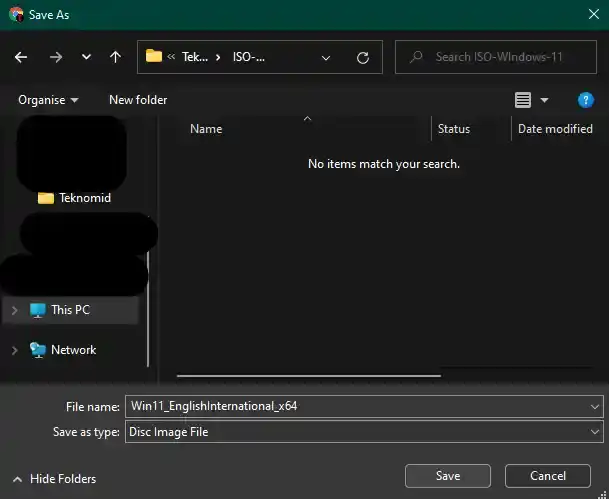 Save As
« Tek... › ISO-...
Search ISO-WIndows-11
Organise
New folder
Name
Status
Date modified
No items match your search.
Teknomid
This PC
Network
File name: Win11_EnglishInternational_x64
Save as type: Disc Image File
Hide Folders
Save
Cancel